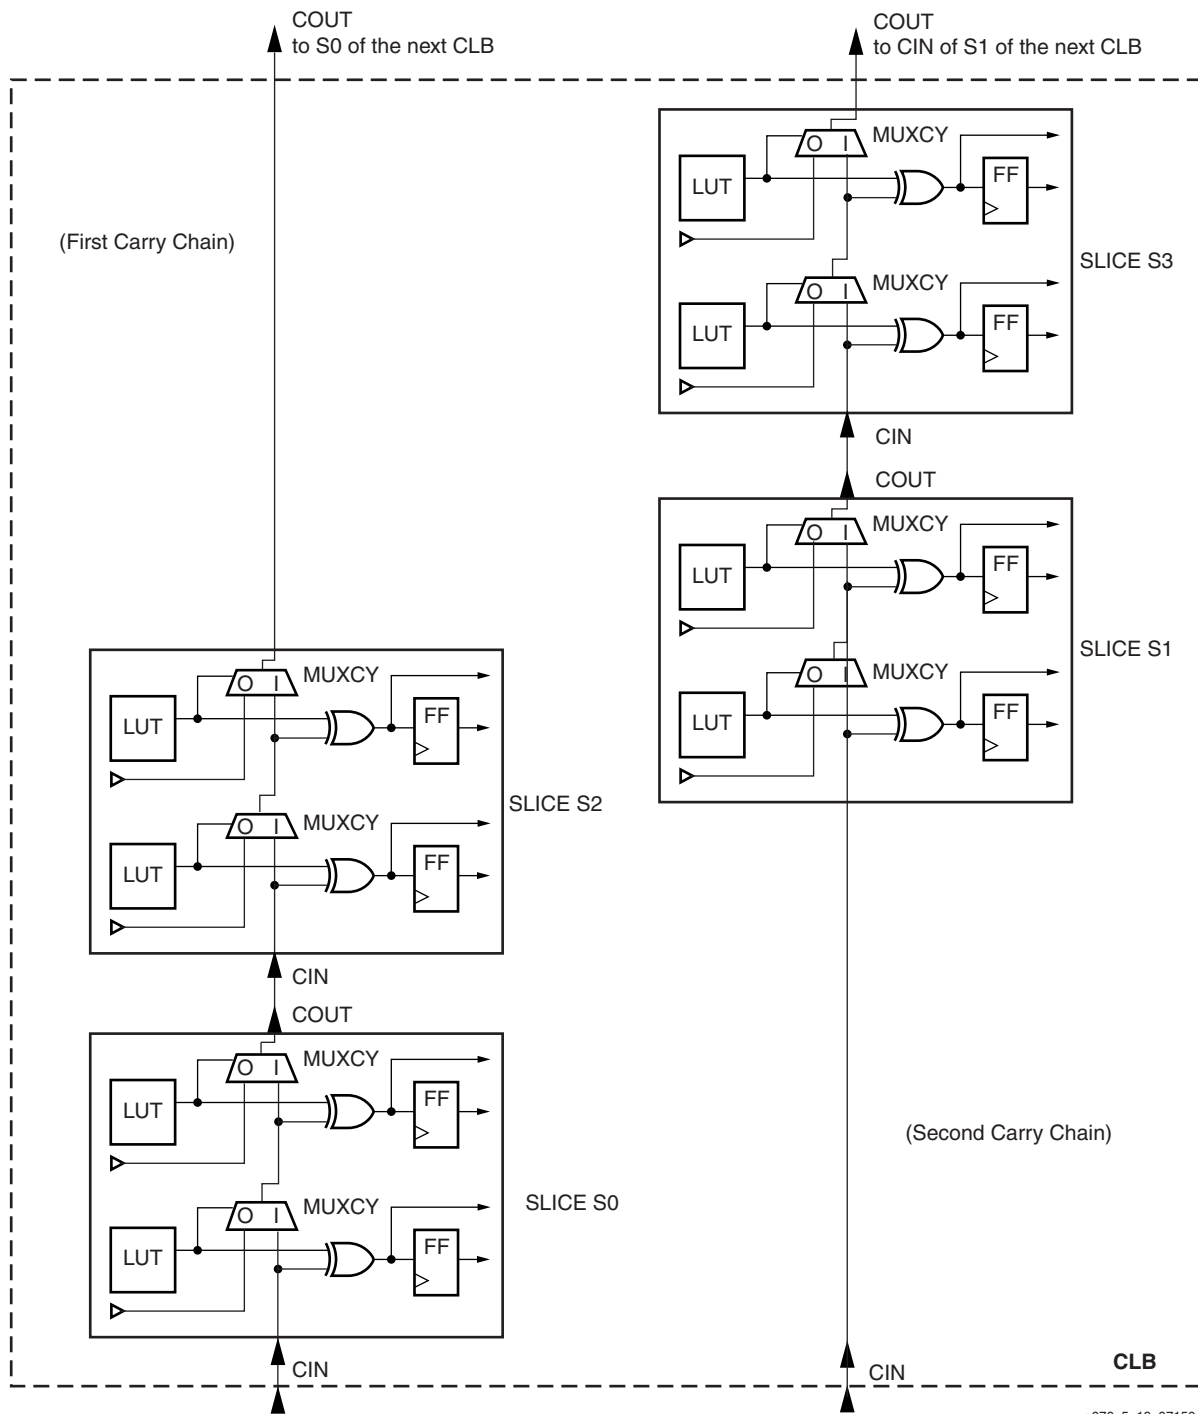 COUT
to S0 of the next CLB
COUT
to CIN of S1 of the next CLB
(First Carry Chain)
O I MUXCY
LUT
FF
SLICE S3
O I MUXCY
LUT
FF
CIN
COUT
O I MUXCY
LUT
FF
SLICE S1
O I MUXCY
LUT
FF
O I MUXCY
LUT
FF
SLICE S2
O I MUXCY
LUT
FF
CIN
COUT
O I MUXCY
LUT
FF
SLICE S0
O I MUXCY
LUT
FF
(Second Carry Chain)
CIN
CIN
CLB